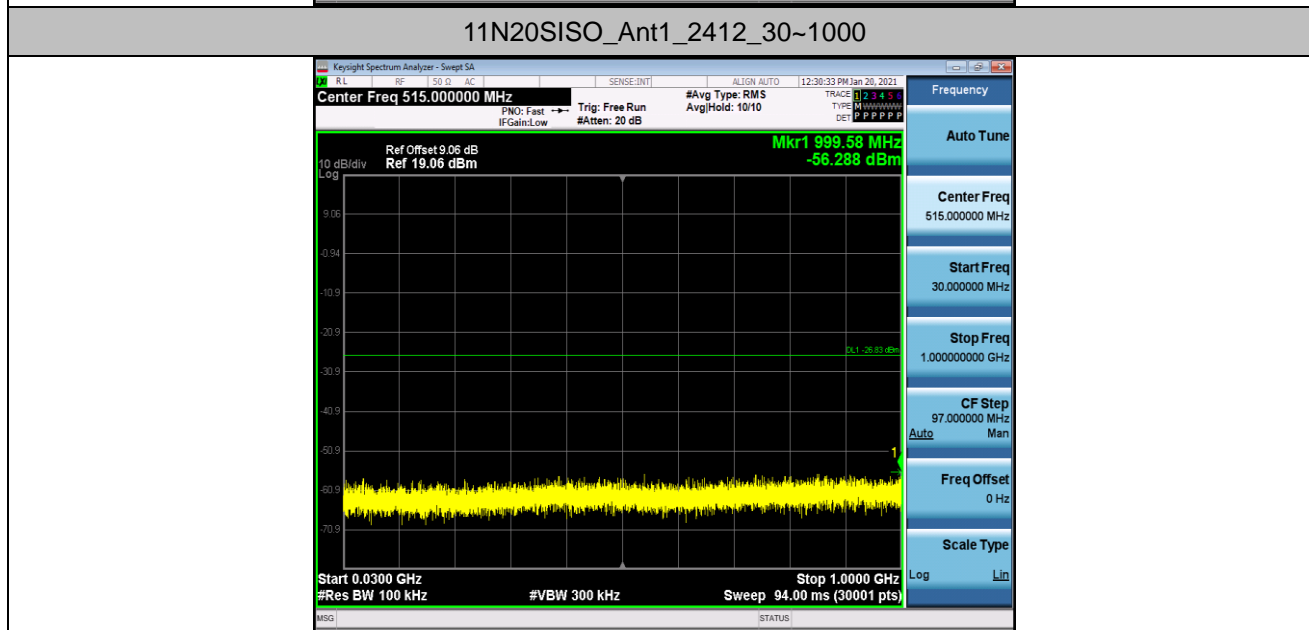 11N20SISO_Ant1_2412_30~1000
Keysight Spectrum Analyzer - Swept SA
RL RF 50 Ω AC SENSE:INT ALIGN AUTO 12:30:33 PM Jan 20, 2021
Center Freq 515.000000 MHz
PNO: Fast
IFGain:Low
Trig: Free Run
#Atten: 20 dB
#Avg Type: RMS
Avg|Hold: 10/10
TRACE 1 2 3 4 5 6
TYPE M W W W W W
DET P P P P P P
Frequency
Ref Offset 9.06 dB
10 dB/div Ref 19.06 dBm
Log
Mkr1 999.58 MHz
-56.288 dBm
9.06
-0.94
-10.9
-20.9
-30.9
-40.9
-50.9
-60.9
-70.9
DL1 -26.83 dBm
1
Start 0.0300 GHz Stop 1.0000 GHz
#Res BW 100 kHz #VBW 300 kHz Sweep 94.00 ms (30001 pts)
Auto Tune
Center Freq
515.000000 MHz
Start Freq
30.000000 MHz
Stop Freq
1.000000000 GHz
CF Step
97.000000 MHz
Auto Man
Freq Offset
0 Hz
Scale Type
Log Lin
MSG STATUS